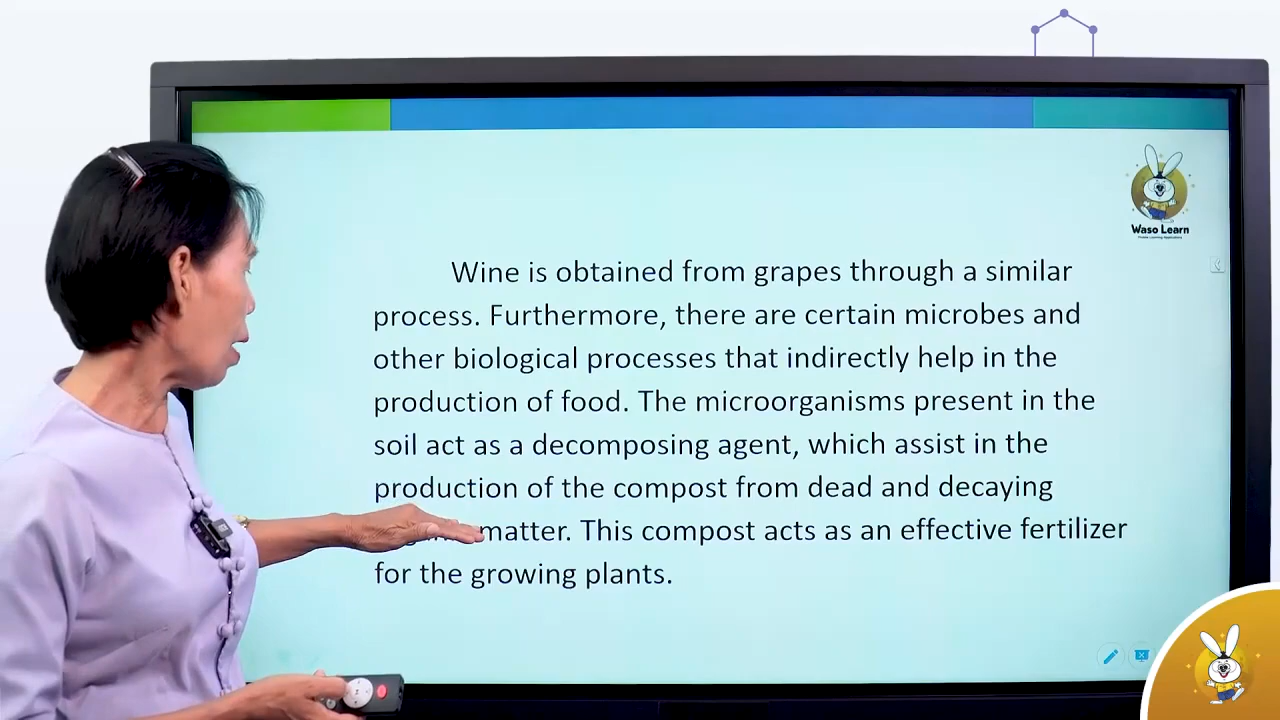 Waso Learn
Wine is obtained from grapes through a similar
process. Furthermore, there are certain microbes and
other biological processes that indirectly help in the
production of food. The microorganisms present in the
soil act as a decomposing agent, which assist in the
production of the compost from dead and decaying
matter. This compost acts as an effective fertilizer
for the growing plants.